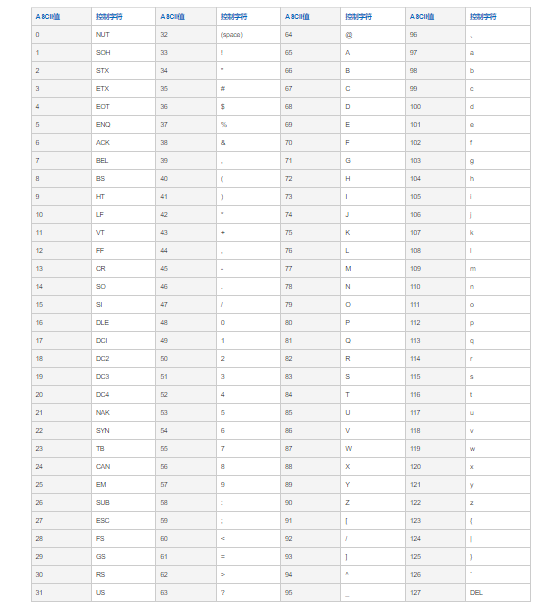 ASCII值 控制字符 ASCII值 控制字符 ASCII值 控制字符 ASCII值 控制字符
0 NUT 32 (space) 64 @ 96 、
1 SOH 33 ! 65 A 97 a
2 STX 34 " 66 B 98 b
3 ETX 35 # 67 C 99 c
4 EOT 36 $ 68 D 100 d
5 ENQ 37 % 69 E 101 e
6 ACK 38 & 70 F 102 f
7 BEL 39 , 71 G 103 g
8 BS 40 ( 72 H 104 h
9 HT 41 ) 73 I 105 i
10 LF 42 * 74 J 106 j
11 VT 43 + 75 K 107 k
12 FF 44 , 76 L 108 l
13 CR 45 - 77 M 109 m
14 SO 46 . 78 N 110 n
15 SI 47 / 79 O 111 o
16 DLE 48 0 80 P 112 p
17 DCI 49 1 81 Q 113 q
18 DC2 50 2 82 R 114 r
19 DC3 51 3 83 S 115 s
20 DC4 52 4 84 T 116 t
21 NAK 53 5 85 U 117 u
22 SYN 54 6 86 V 118 v
23 TB 55 7 87 W 119 w
24 CAN 56 8 88 X 120 x
25 EM 57 9 89 Y 121 y
26 SUB 58 : 90 Z 122 z
27 ESC 59 ; 91 [ 123 {
28 FS 60 < 92 / 124 |
29 GS 61 = 93 ] 125 }
30 RS 62 > 94 ^ 126 `
31 US 63 ? 95 _ 127 DEL